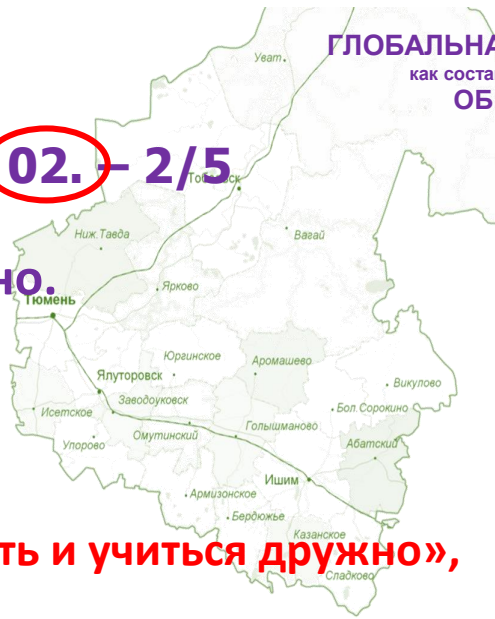 ГЛОБАЛЬНА
как соста
ОБ
Уват
02. – 2/5
Тобольск
Ниж.Тавда
Вагай
но.
Тюмень
Ярково
Юргинское
Аромашево
Ялуторовск
Викулово
Заводоуковск
Исетское
Бол.Сорокино
Омутинский
Голышманово
Упорово
Абатский
Ишим
Армизонское
Бердюжье
Казанское
ть и учиться дружно»,
Сладково